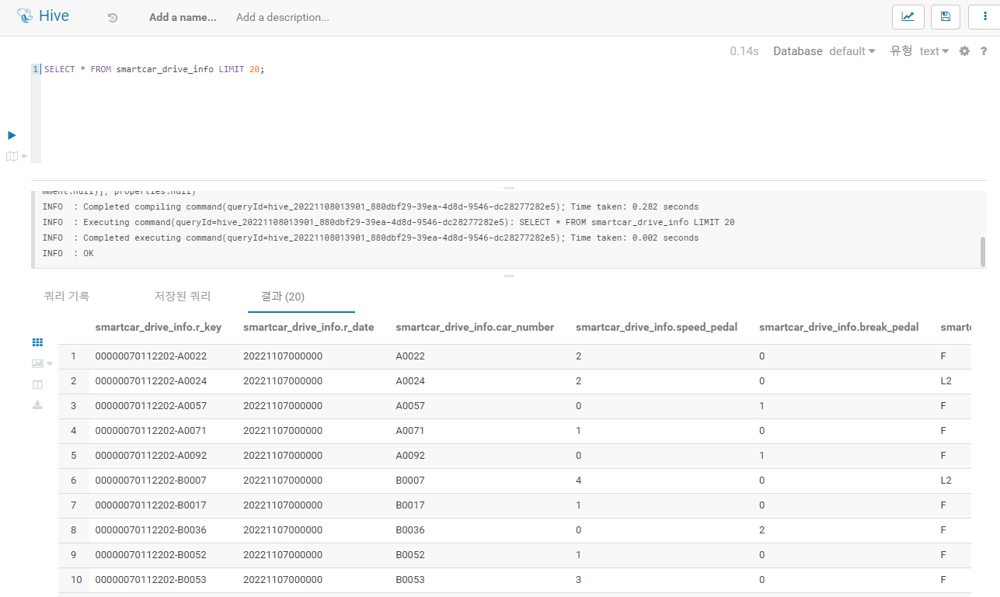 Hive Add a name... Add a description...
0.14s Database default 유형 text ?
1 SELECT * FROM smartcar_drive_info LIMIT 20;
mment:null)], properties:null)
INFO : Completed compiling command(queryId=hive_20221108013901_880dbf29-39ea-4d8d-9546-dc28277282e5); Time taken: 0.282 seconds
INFO : Executing command(queryId=hive_20221108013901_880dbf29-39ea-4d8d-9546-dc28277282e5): SELECT * FROM smartcar_drive_info LIMIT 20
INFO : Completed executing command(queryId=hive_20221108013901_880dbf29-39ea-4d8d-9546-dc28277282e5); Time taken: 0.002 seconds
INFO : OK
쿼리 기록 저장된 쿼리 결과 (20)
smartcar_drive_info.r_key smartcar_drive_info.r_date smartcar_drive_info.car_number smartcar_drive_info.speed_pedal smartcar_drive_info.break_pedal
1 00000070112202-A0022 20221107000000 A0022 2 0 F
2 00000070112202-A0024 20221107000000 A0024 2 0 L2
3 00000070112202-A0057 20221107000000 A0057 0 1 F
4 00000070112202-A0071 20221107000000 A0071 1 0 F
5 00000070112202-A0092 20221107000000 A0092 0 1 F
6 00000070112202-B0007 20221107000000 B0007 4 0 L2
7 00000070112202-B0017 20221107000000 B0017 1 0 F
8 00000070112202-B0036 20221107000000 B0036 0 2 F
9 00000070112202-B0052 20221107000000 B0052 1 0 F
10 00000070112202-B0053 20221107000000 B0053 3 0 F